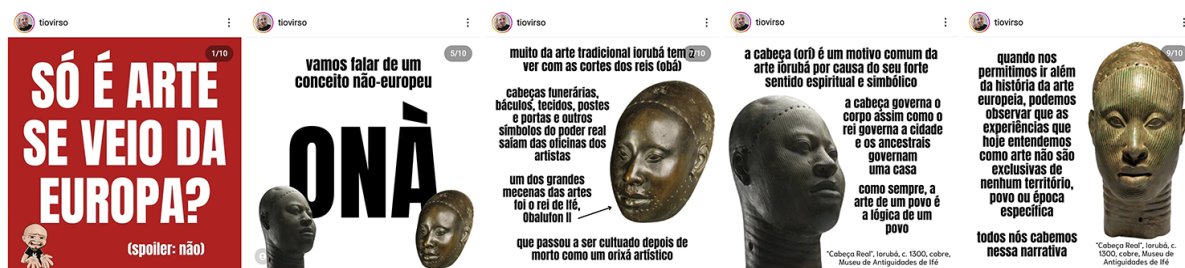 tiovirso
1/10
SÓ É ARTE
SE VEIO DA
EUROPA?
(spoiler: não)
tiovirso
5/10
vamos falar de um
conceito não-europeu
ONÀ
tiovirso
muito da arte tradicional iorubá tem a
ver com as cortes dos reis (obá)
cabeças funerárias,
báculos, tecidos, postes
e portas e outros
símbolos do poder real
saíam das oficinas dos
artistas
um dos grandes
mecenas das artes
foi o rei de Ifé,
Obalufon II
que passou a ser cultuado depois de
morto como um orixá artístico
tiovirso
a cabeça (orí) é um motivo comum da
arte iorubá por causa do seu forte
sentido espiritual e simbólico
a cabeça governa o
corpo assim como o
rei governa a cidade
e os ancestrais
governam
uma casa
como sempre, a
arte de um povo é
a lógica de um
povo
"Cabeça Real", Iorubá, c. 1300, cobre,
Museu de Antiguidades de Ifé
tiovirso
9/10
quando nos
permitimos ir além
da história da arte
europeia, podemos
observar que as
experiências que
hoje entendemos
como arte não são
exclusivas de
nenhum território,
povo ou época
específica
todos nós cabemos
nessa narrativa
"Cabeça Real", Iorubá, c.
1300, cobre, Museu de
Antiguidades de Ifé